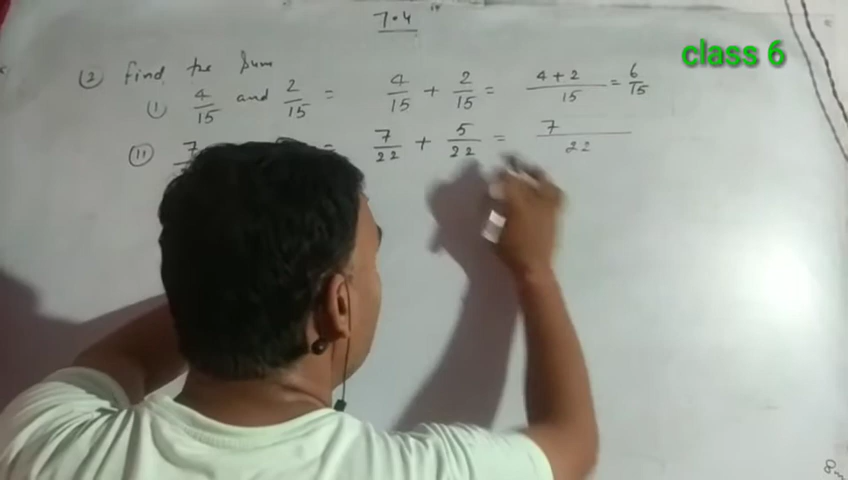 7.4
class 6
② Find the Sum
(i) 4/15 and 2/15 = 4/15 + 2/15 = 4+2/15 = 6/15
(ii) 7 = 7/22 + 5/22 = 7/22